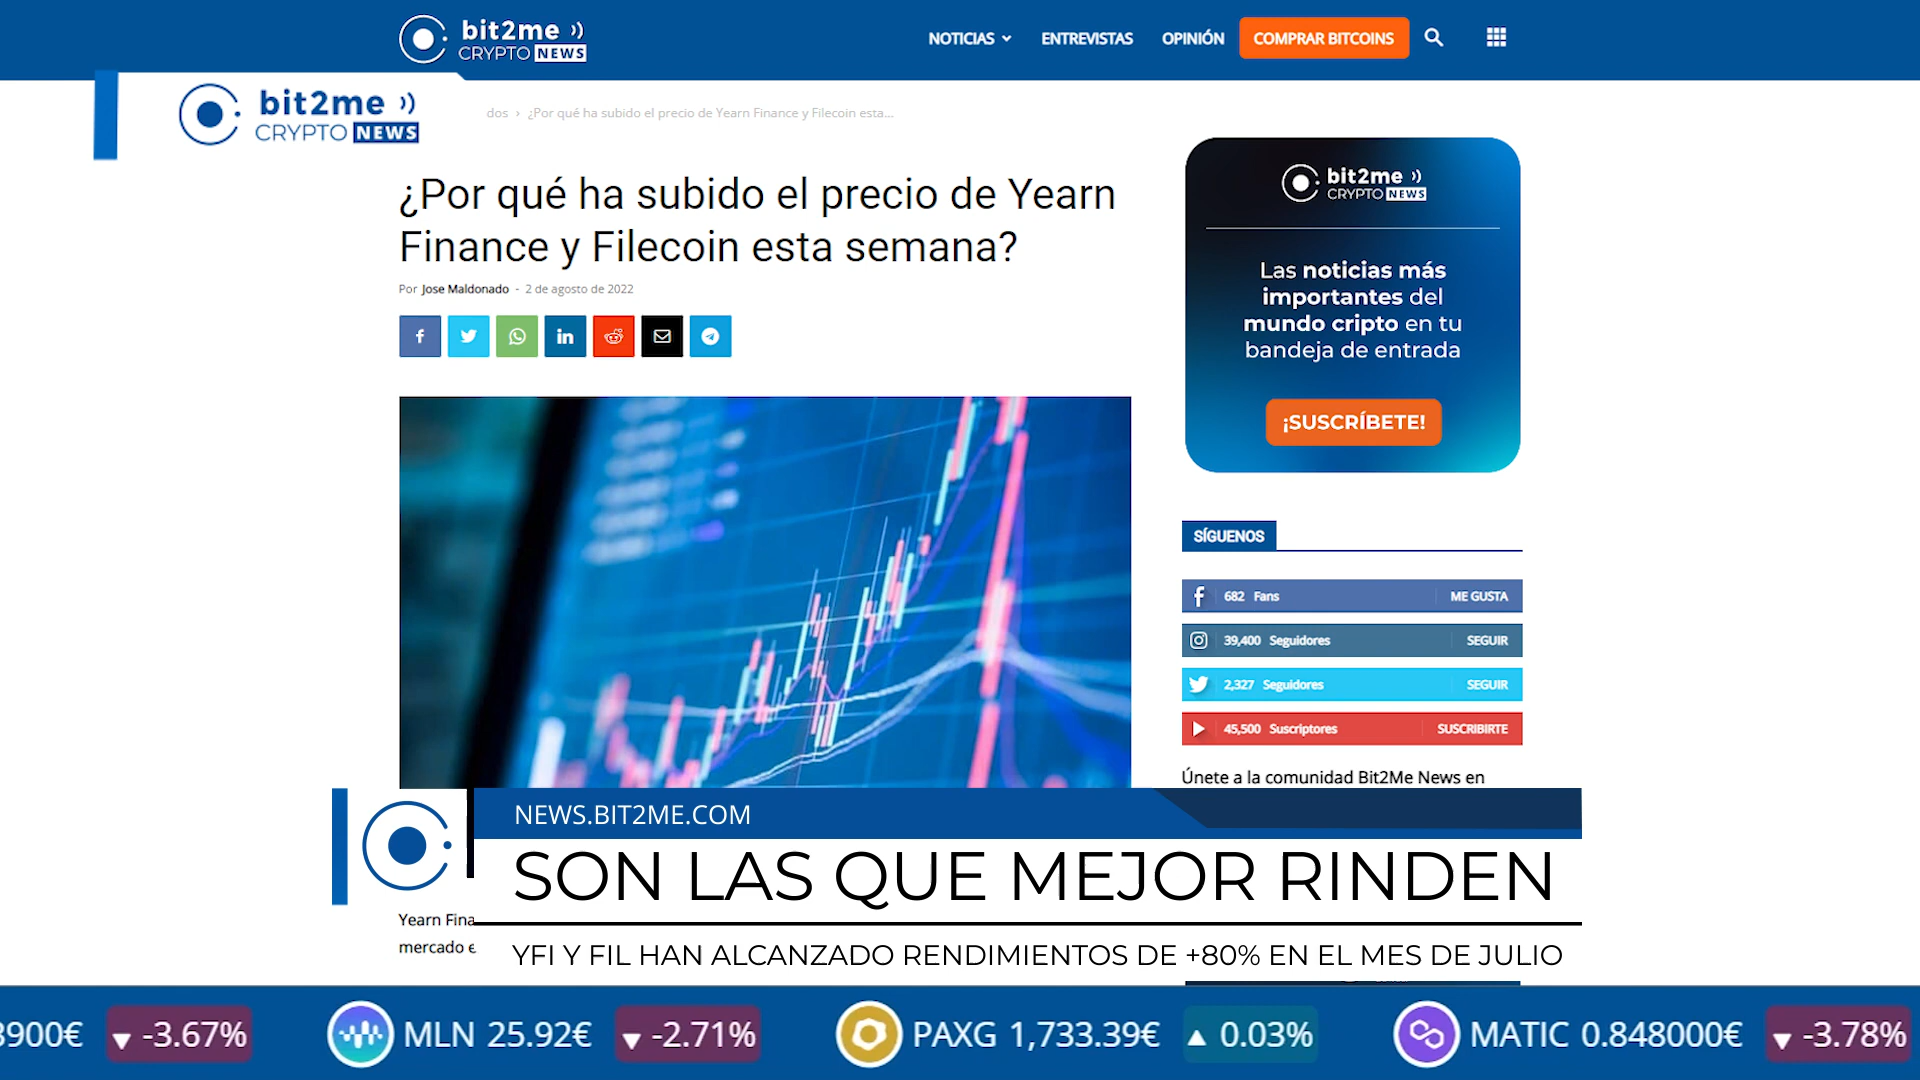 bit2me
CRYPTO NEWS
NOTICIAS
ENTREVISTAS
OPINIÓN
COMPRAR BITCOINS
bit2me
CRYPTO NEWS
dos › ¿Por qué ha subido el precio de Yearn Finance y Filecoin esta...
¿Por qué ha subido el precio de Yearn
Finance y Filecoin esta semana?
Por Jose Maldonado - 2 de agosto de 2022
bit2me
CRYPTO NEWS
Las noticias más
importantes del
mundo cripto en tu
bandeja de entrada
¡SUSCRÍBETE!
SÍGUENOS
682 Fans ME GUSTA
39,400 Seguidores SEGUIR
2,327 Seguidores SEGUIR
45,500 Suscriptores SUSCRIBIRTE
Únete a la comunidad Bit2Me News en
NEWS.BIT2ME.COM
SON LAS QUE MEJOR RINDEN
Yearn Fina
mercado e
YFI Y FIL HAN ALCANZADO RENDIMIENTOS DE +80% EN EL MES DE JULIO
3900€ ▼ -3.67% MLN 25.92€ ▼ -2.71% PAXG 1,733.39€ ▲ 0.03% MATIC 0.848000€ ▼ -3.78%